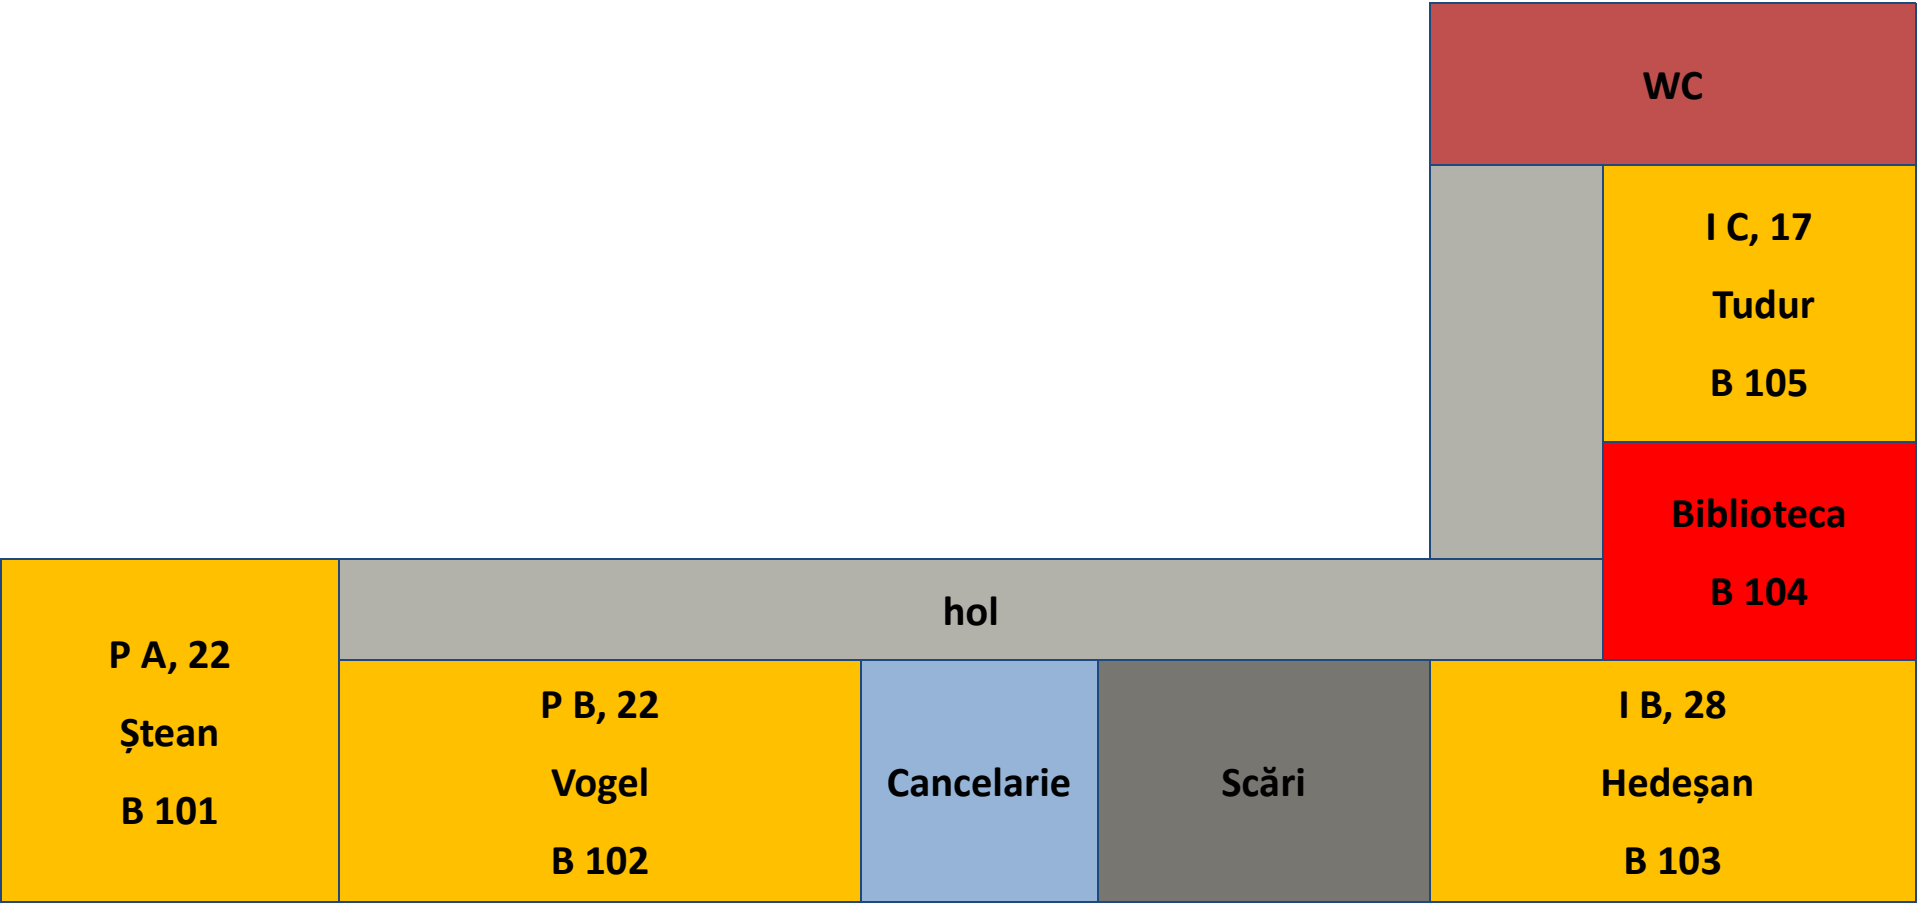 WC
I C, 17
Tudur
B 105
Biblioteca
B 104
hol
P A, 22
Ștean
B 101
P B, 22
Vogel
B 102
Cancelarie
Scări
I B, 28
Hedeșan
B 103